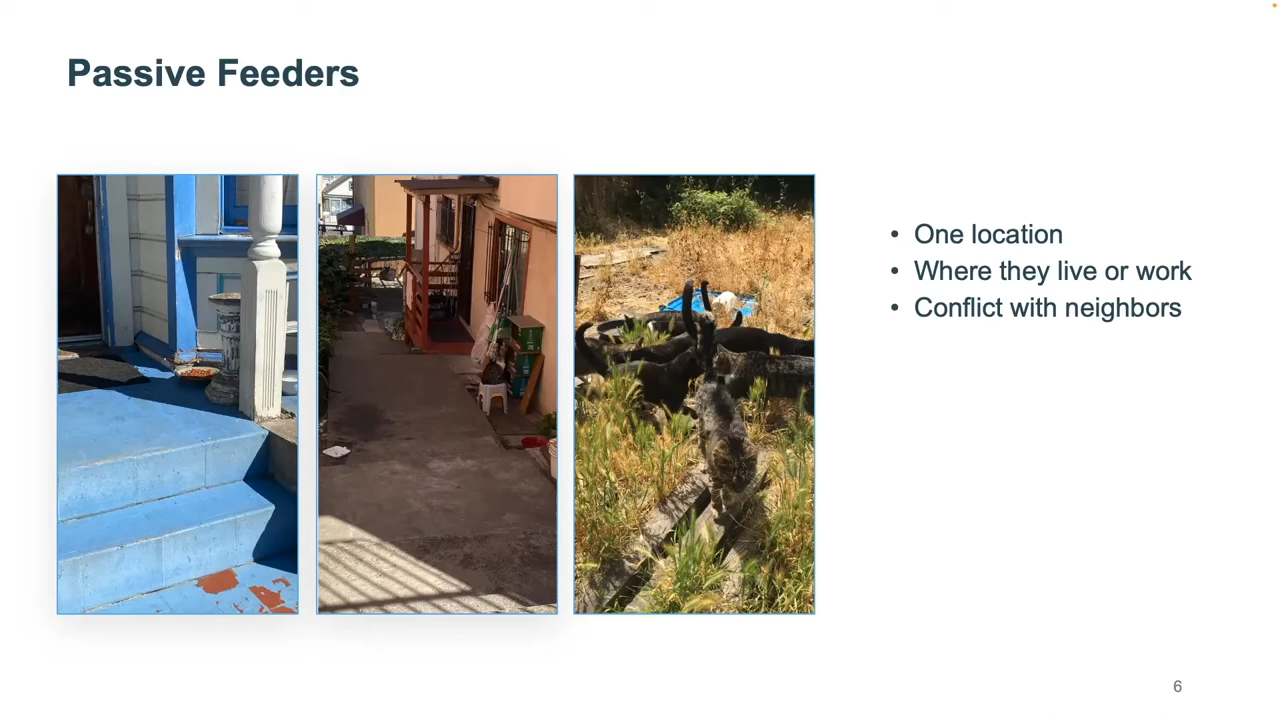 Passive Feeders
• One location
• Where they live or work
• Conflict with neighbors
6